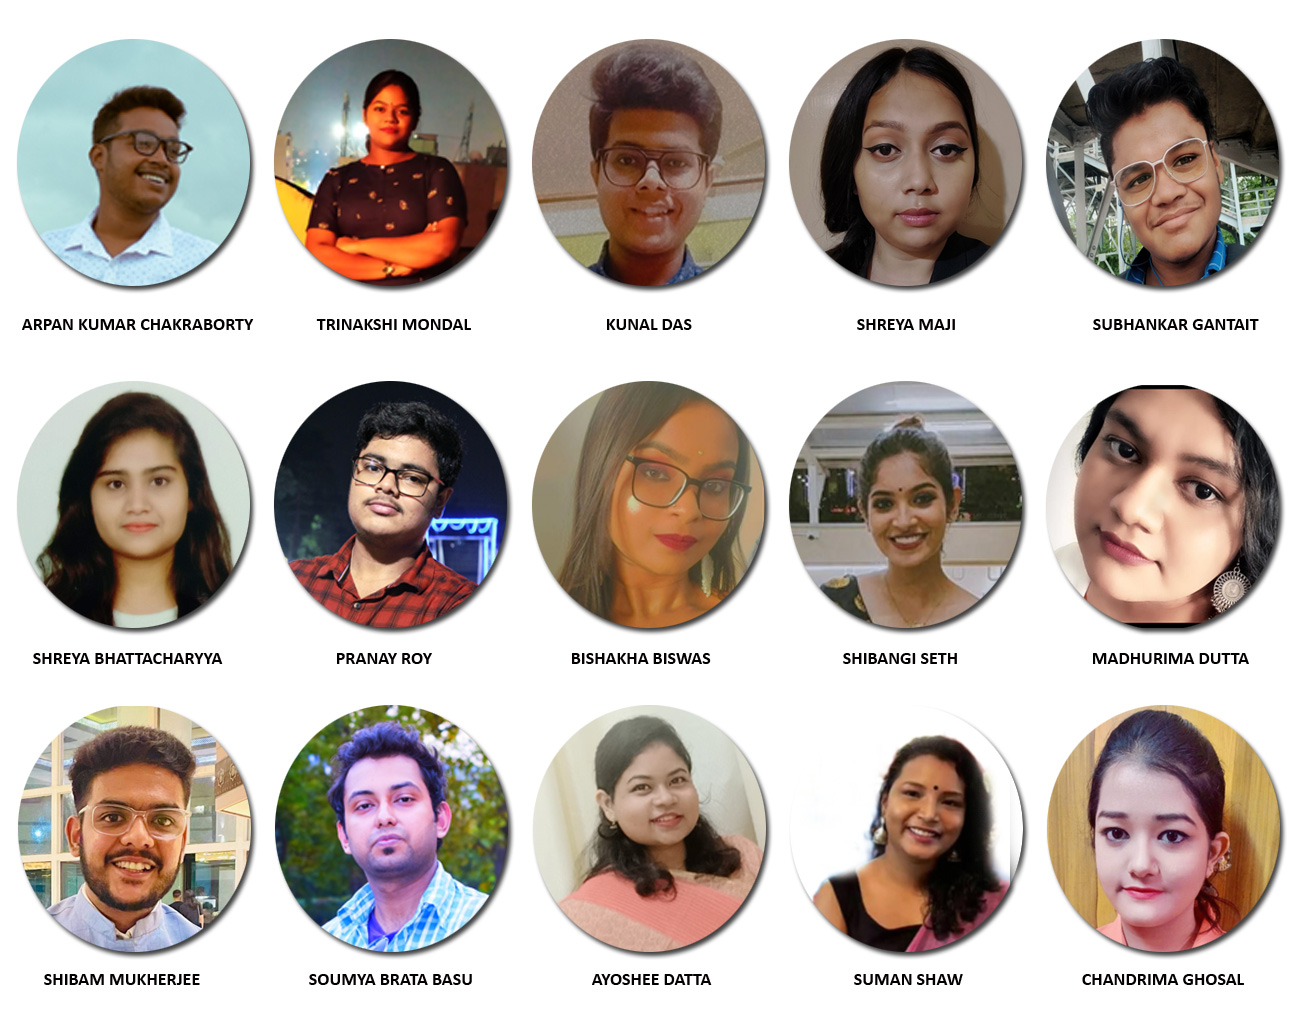 ARPAN KUMAR CHAKRABORTY
TRINAKSHI MONDAL
KUNAL DAS
SHREYA MAJI
SUBHANKAR GANTAIT
SHREYA BHATTACHARYYA
PRANAY ROY
BISHAKHA BISWAS
SHIBANGI SETH
MADHURIMA DUTTA
SHIBAM MUKHERJEE
SOUMYA BRATA BASU
AYOSHEE DATTA
SUMAN SHAW
CHANDRIMA GHOSAL